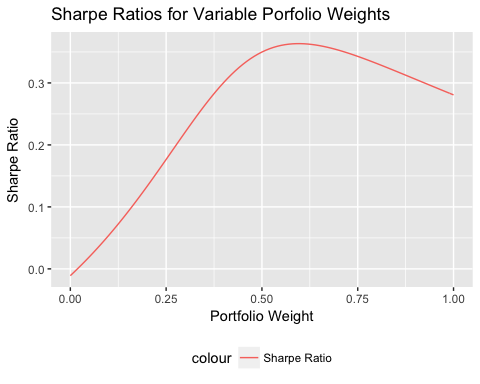 Sharpe Ratios for Variable Porfolio Weights
Sharpe Ratio
0.3
0.2
0.1
0.0
0.00 0.25 0.50 0.75 1.00
Portfolio Weight
colour Sharpe Ratio